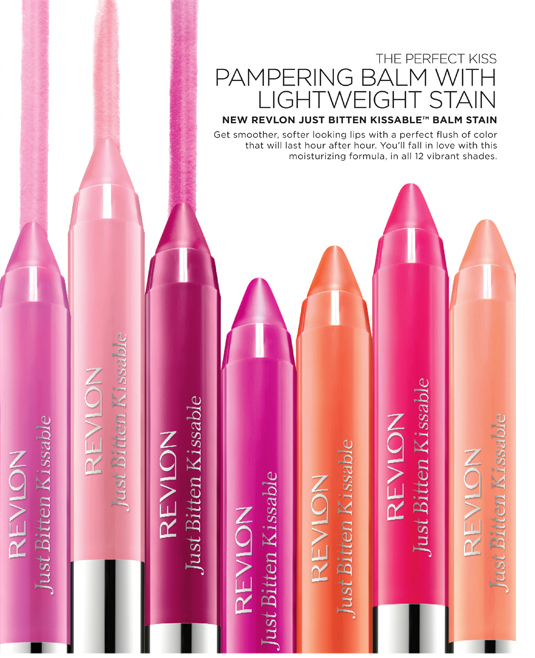 THE PERFECT KISS
PAMPERING BALM WITH
LIGHTWEIGHT STAIN
NEW REVLON JUST BITTEN KISSABLE™ BALM STAIN
Get smoother, softer looking lips with a perfect flush of color
that will last hour after hour. You'll fall in love with this
moisturizing formula, in all 12 vibrant shades.
REVLON
Just Bitten Kissable
REVLON
Just Bitten Kissable
REVLON
Just Bitten Kissable
REVLON
Just Bitten Kissable
REVLON
Just Bitten Kissable
REVLON
Just Bitten Kissable
REVLON
Just Bitten Kissable